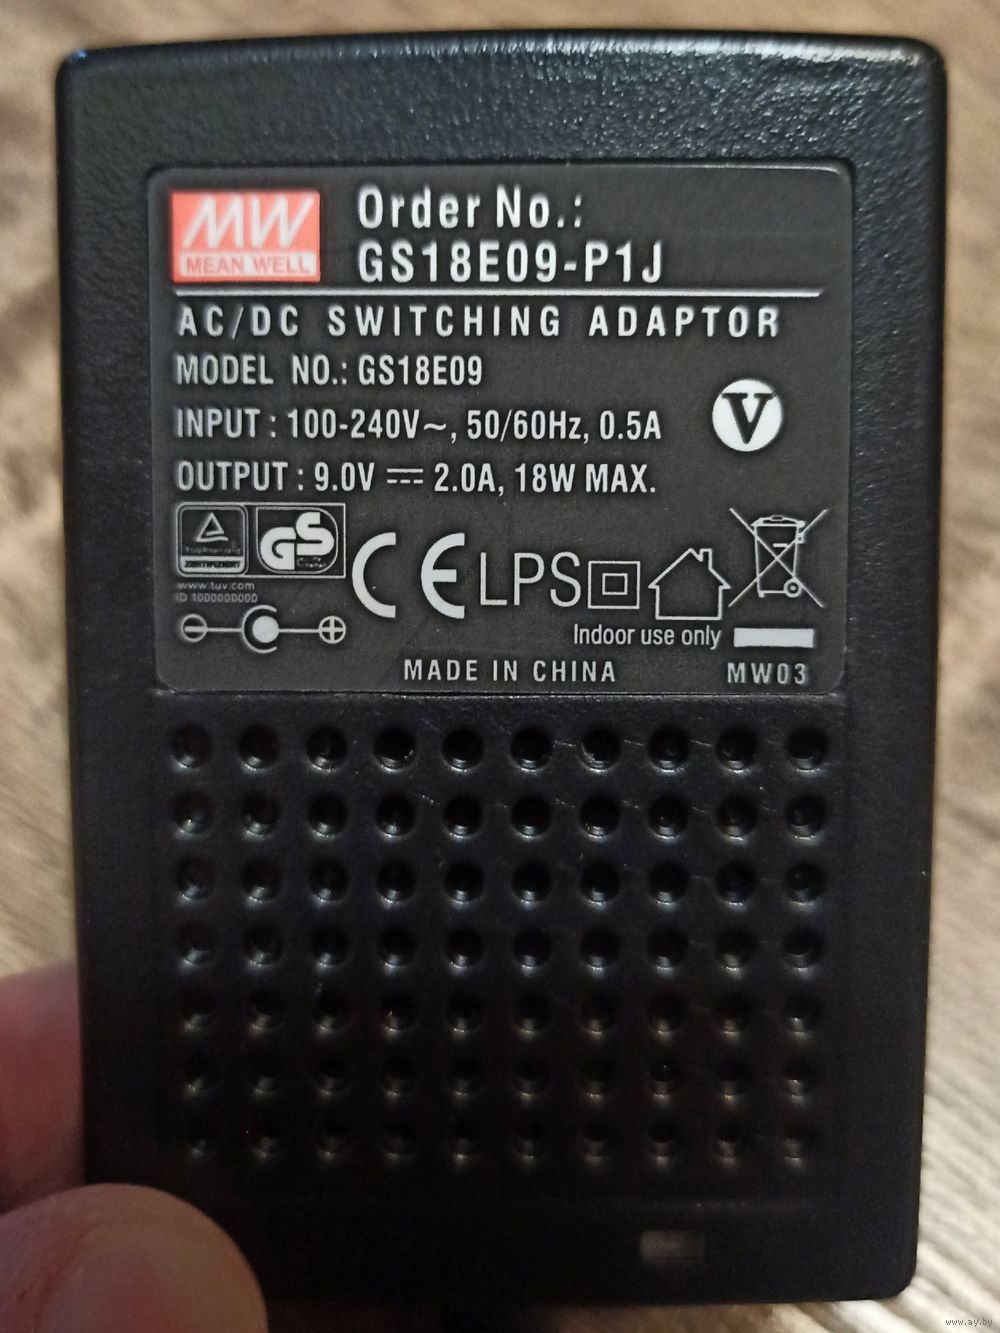 MW
MEAN WELL
Order No.:
GS18E09-P1J
AC/DC SWITCHING ADAPTOR
MODEL NO.: GS18E09
INPUT : 100-240V~, 50/60Hz, 0.5A
V
OUTPUT : 9.0V ⎓ 2.0A, 18W MAX.
GS
CE LPS
www.tuv.com
ID 1000000000
Indoor use only
MADE IN CHINA
MW03
www.ay.by